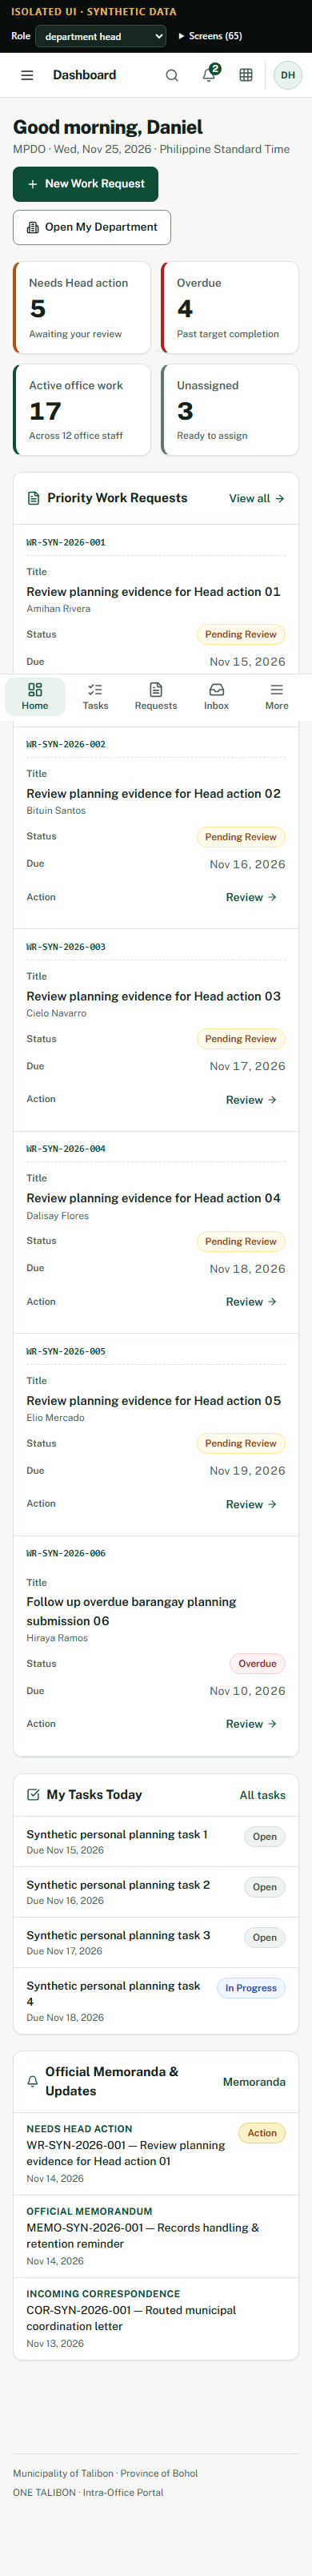 ISOLATED UI · SYNTHETIC DATA
Role department head Screens (65)
Dashboard 2 DH
Good morning, Daniel
MPDO · Wed, Nov 25, 2026 · Philippine Standard Time
New Work Request
Open My Department
Needs Head action
5
Awaiting your review
Overdue
4
Past target completion
Active office work
17
Across 12 office staff
Unassigned
3
Ready to assign
Priority Work Requests View all
WR-SYN-2026-001
Title
Review planning evidence for Head action 01
Amihan Rivera
Status Pending Review
Due Nov 15, 2026
Home Tasks Requests Inbox More
WR-SYN-2026-002
Title
Review planning evidence for Head action 02
Bituin Santos
Status Pending Review
Due Nov 16, 2026
Action Review
WR-SYN-2026-003
Title
Review planning evidence for Head action 03
Cielo Navarro
Status Pending Review
Due Nov 17, 2026
Action Review
WR-SYN-2026-004
Title
Review planning evidence for Head action 04
Dalisay Flores
Status Pending Review
Due Nov 18, 2026
Action Review
WR-SYN-2026-005
Title
Review planning evidence for Head action 05
Elio Mercado
Status Pending Review
Due Nov 19, 2026
Action Review
WR-SYN-2026-006
Title
Follow up overdue barangay planning
submission 06
Hiraya Ramos
Status Overdue
Due Nov 10, 2026
Action Review
My Tasks Today All tasks
Synthetic personal planning task 1 Open
Due Nov 15, 2026
Synthetic personal planning task 2 Open
Due Nov 16, 2026
Synthetic personal planning task 3 Open
Due Nov 17, 2026
Synthetic personal planning task In Progress
4
Due Nov 18, 2026
Official Memoranda &
Updates Memoranda
NEEDS HEAD ACTION Action
WR-SYN-2026-001 — Review planning
evidence for Head action 01
Nov 14, 2026
OFFICIAL MEMORANDUM
MEMO-SYN-2026-001 — Records handling &
retention reminder
Nov 14, 2026
INCOMING CORRESPONDENCE
COR-SYN-2026-001 — Routed municipal
coordination letter
Nov 13, 2026
Municipality of Talibon · Province of Bohol
ONE TALIBON · Intra-Office Portal